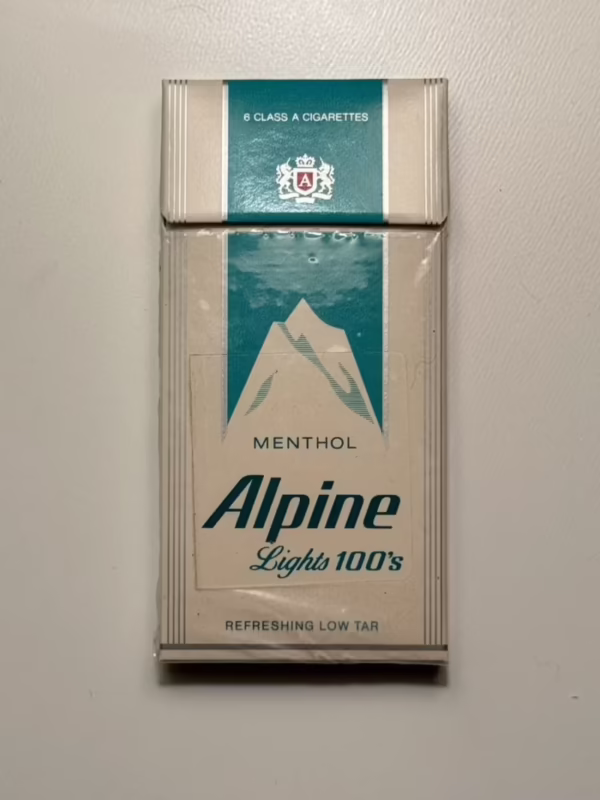 6 CLASS A CIGARETTES
A
MENTHOL
Alpine
Lights 100's
REFRESHING LOW TAR